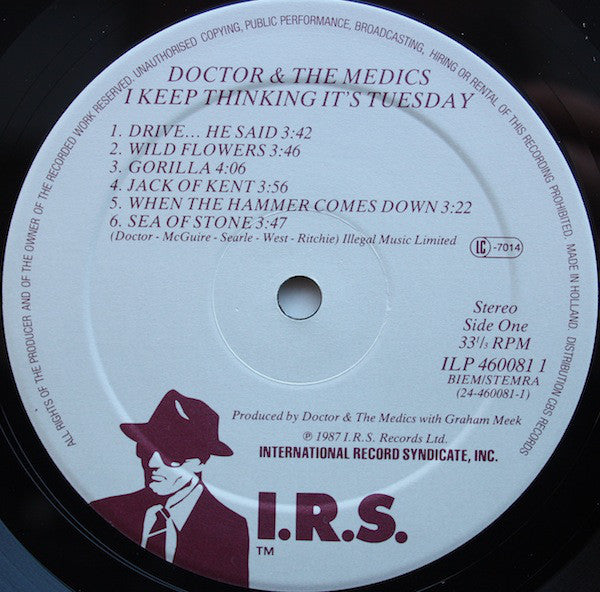 ALL RIGHTS OF THE PRODUCER AND OF THE OWNER OF THE RECORDED WORK RESERVED. UNAUTHORISED COPYING, PUBLIC PERFORMANCE, BROADCASTING, HIRING OR RENTAL OF THIS RECORDING PROHIBITED. MADE IN HOLLAND. DISTRIBUTION CBS RECORDS
DOCTOR & THE MEDICS
I KEEP THINKING IT'S TUESDAY
1. DRIVE... HE SAID 3:42
2. WILD FLOWERS 3:46
3. GORILLA 4:06
4. JACK OF KENT 3:56
5. WHEN THE HAMMER COMES DOWN 3:22
6. SEA OF STONE 3:47
(Doctor - McGuire - Searle - West - Ritchie) Illegal Music Limited
LC -7014
Stereo
Side One
33⅓ RPM
ILP 460081 1
BIEM/STEMRA
(24-460081-1)
Produced by Doctor & The Medics with Graham Meek
℗ 1987 I.R.S. Records Ltd.
INTERNATIONAL RECORD SYNDICATE, INC.
I.R.S.
TM